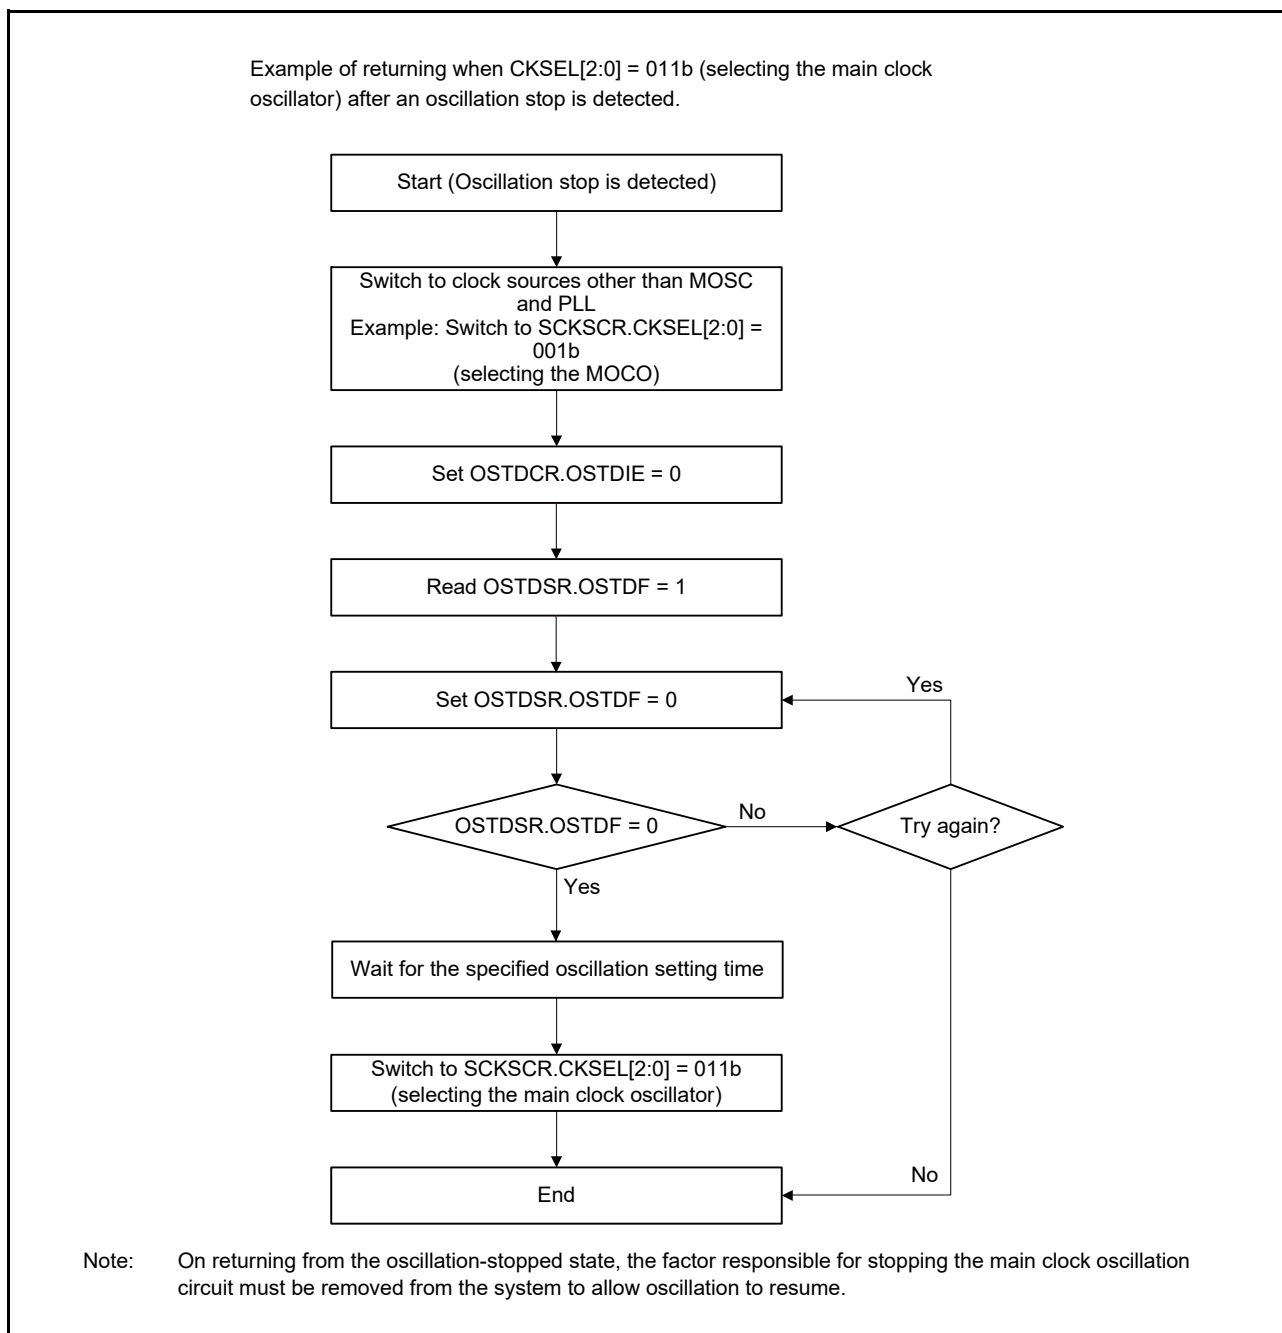 Example of returning when CKSEL[2:0] = 011b (selecting the main clock
oscillator) after an oscillation stop is detected.
Start (Oscillation stop is detected)
Switch to clock sources other than MOSC
and PLL
Example: Switch to SCKSCR.CKSEL[2:0] =
001b
(selecting the MOCO)
Set OSTDCR.OSTDIE = 0
Read OSTDSR.OSTDF = 1
Set OSTDSR.OSTDF = 0
Yes
OSTDSR.OSTDF = 0
No
Try again?
Yes
Wait for the specified oscillation setting time
Switch to SCKSCR.CKSEL[2:0] = 011b
(selecting the main clock oscillator)
No
End
Note: On returning from the oscillation-stopped state, the factor responsible for stopping the main clock oscillation
circuit must be removed from the system to allow oscillation to resume.